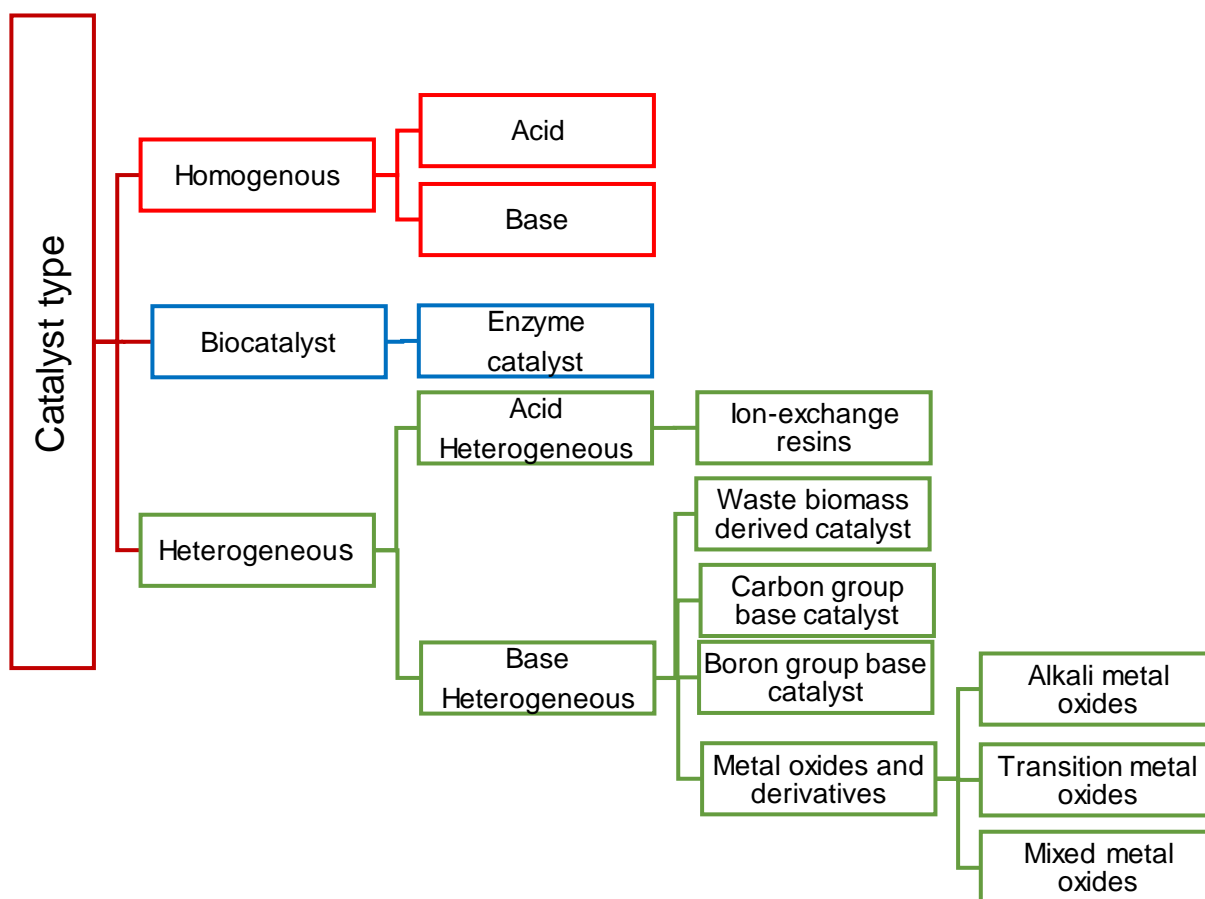 Catalyst type
Homogenous
Acid
Base
Biocatalyst
Enzyme
catalyst
Heterogeneous
Acid
Heterogeneous
Ion-exchange
resins
Base
Heterogeneous
Waste biomass
derived catalyst
Carbon group
base catalyst
Boron group base
catalyst
Metal oxides and
derivatives
Alkali metal
oxides
Transition metal
oxides
Mixed metal
oxides